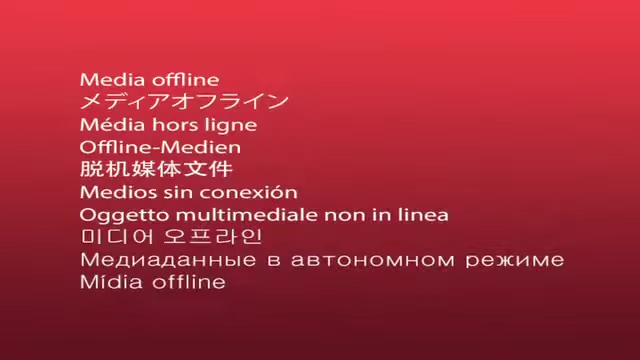 Media offline
メディアオフライン
Média hors ligne
Offline-Medien
脱机媒体文件
Medios sin conexión
Oggetto multimediale non in linea
미디어 오프라인
Медиаданные в автономном режиме
Mídia offline